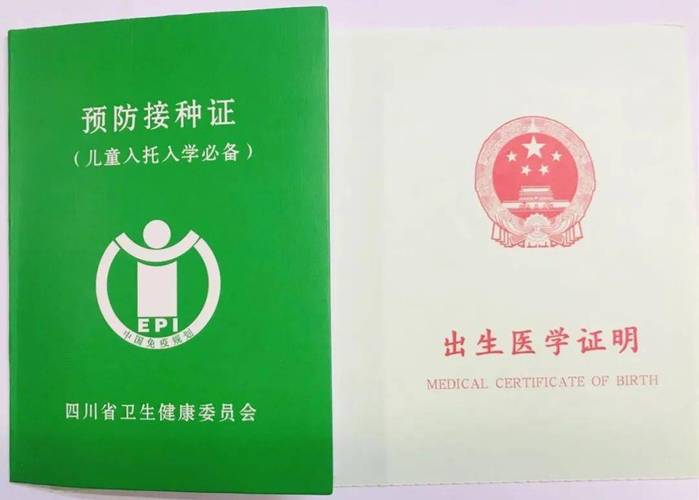 预防接种证
（儿童入托入学必备）
EPI
中国免疫规划
四川省卫生健康委员会
出生医学证明
MEDICAL CERTIFICATE OF BIRTH